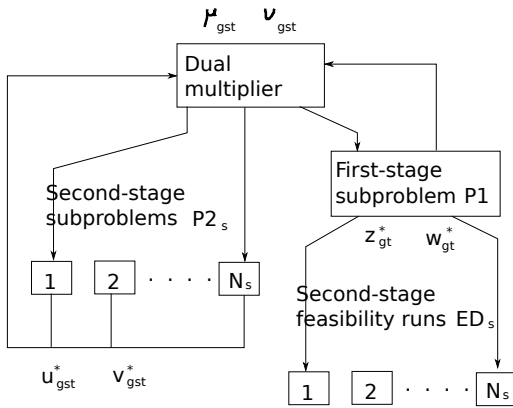 μgst νgst
Dual
multiplier
First-stage
subproblem P1
Second-stage
subproblems P2s
z*gt w*gt
1 2 · · · · Ns
Second-stage
feasibility runs EDs
u*gst v*gst
1 2 · · · · Ns